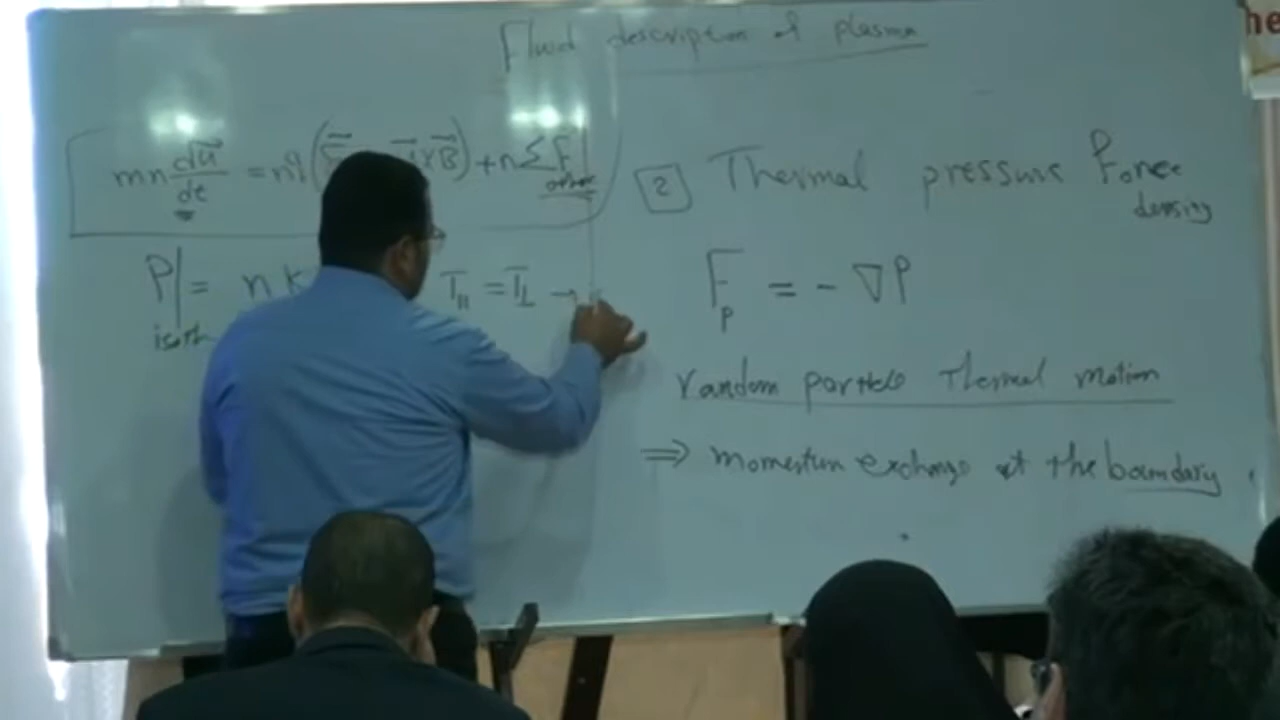 Fluid description of plasma
he
mn du⃗/dt = nq( ×B⃗) + nΣF other
P| isoth = nk T∥ = T⊥ →
2 Thermal pressure Force density
Fp = - ∇P
random particle Thermal motion
⇒ momentum exchange at the boundary